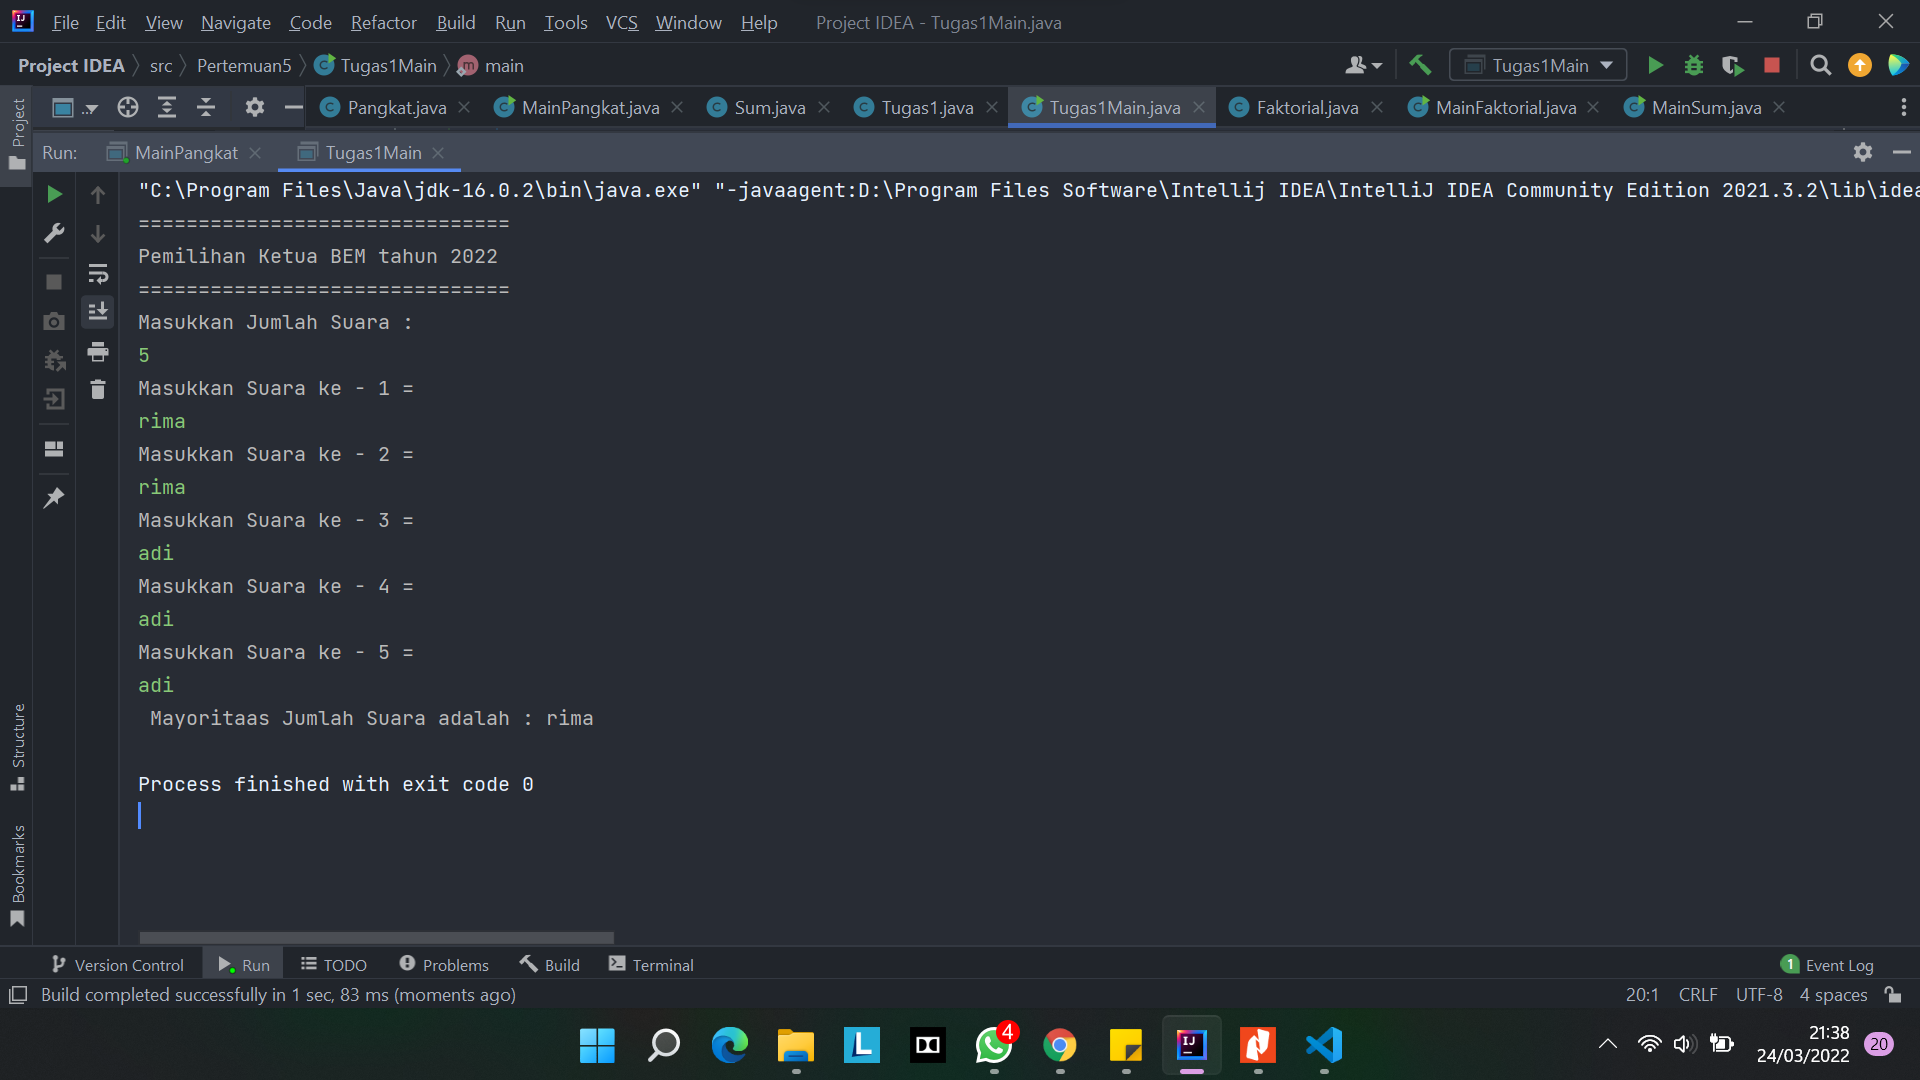 File Edit View Navigate Code Refactor Build Run Tools VCS Window Help Project IDEA - Tugas1Main.java
Project IDEA src Pertemuan5 Tugas1Main main Tugas1Main
Project
... Pangkat.java MainPangkat.java Sum.java Tugas1.java Tugas1Main.java Faktorial.java MainFaktorial.java MainSum.java
Run: MainPangkat Tugas1Main
"C:\Program Files\Java\jdk-16.0.2\bin\java.exe" "-javaagent:D:\Program Files Software\Intellij IDEA\IntelliJ IDEA Community Edition 2021.3.2\lib\idea
===============================
Pemilihan Ketua BEM tahun 2022
===============================
Masukkan Jumlah Suara :
5
Masukkan Suara ke - 1 =
rima
Masukkan Suara ke - 2 =
rima
Masukkan Suara ke - 3 =
adi
Masukkan Suara ke - 4 =
adi
Masukkan Suara ke - 5 =
adi
Mayoritaas Jumlah Suara adalah : rima
Process finished with exit code 0
Structure
Bookmarks
Version Control Run TODO Problems Build Terminal 1 Event Log
Build completed successfully in 1 sec, 83 ms (moments ago) 20:1 CRLF UTF-8 4 spaces
L 4 IJ
21:38
24/03/2022 20